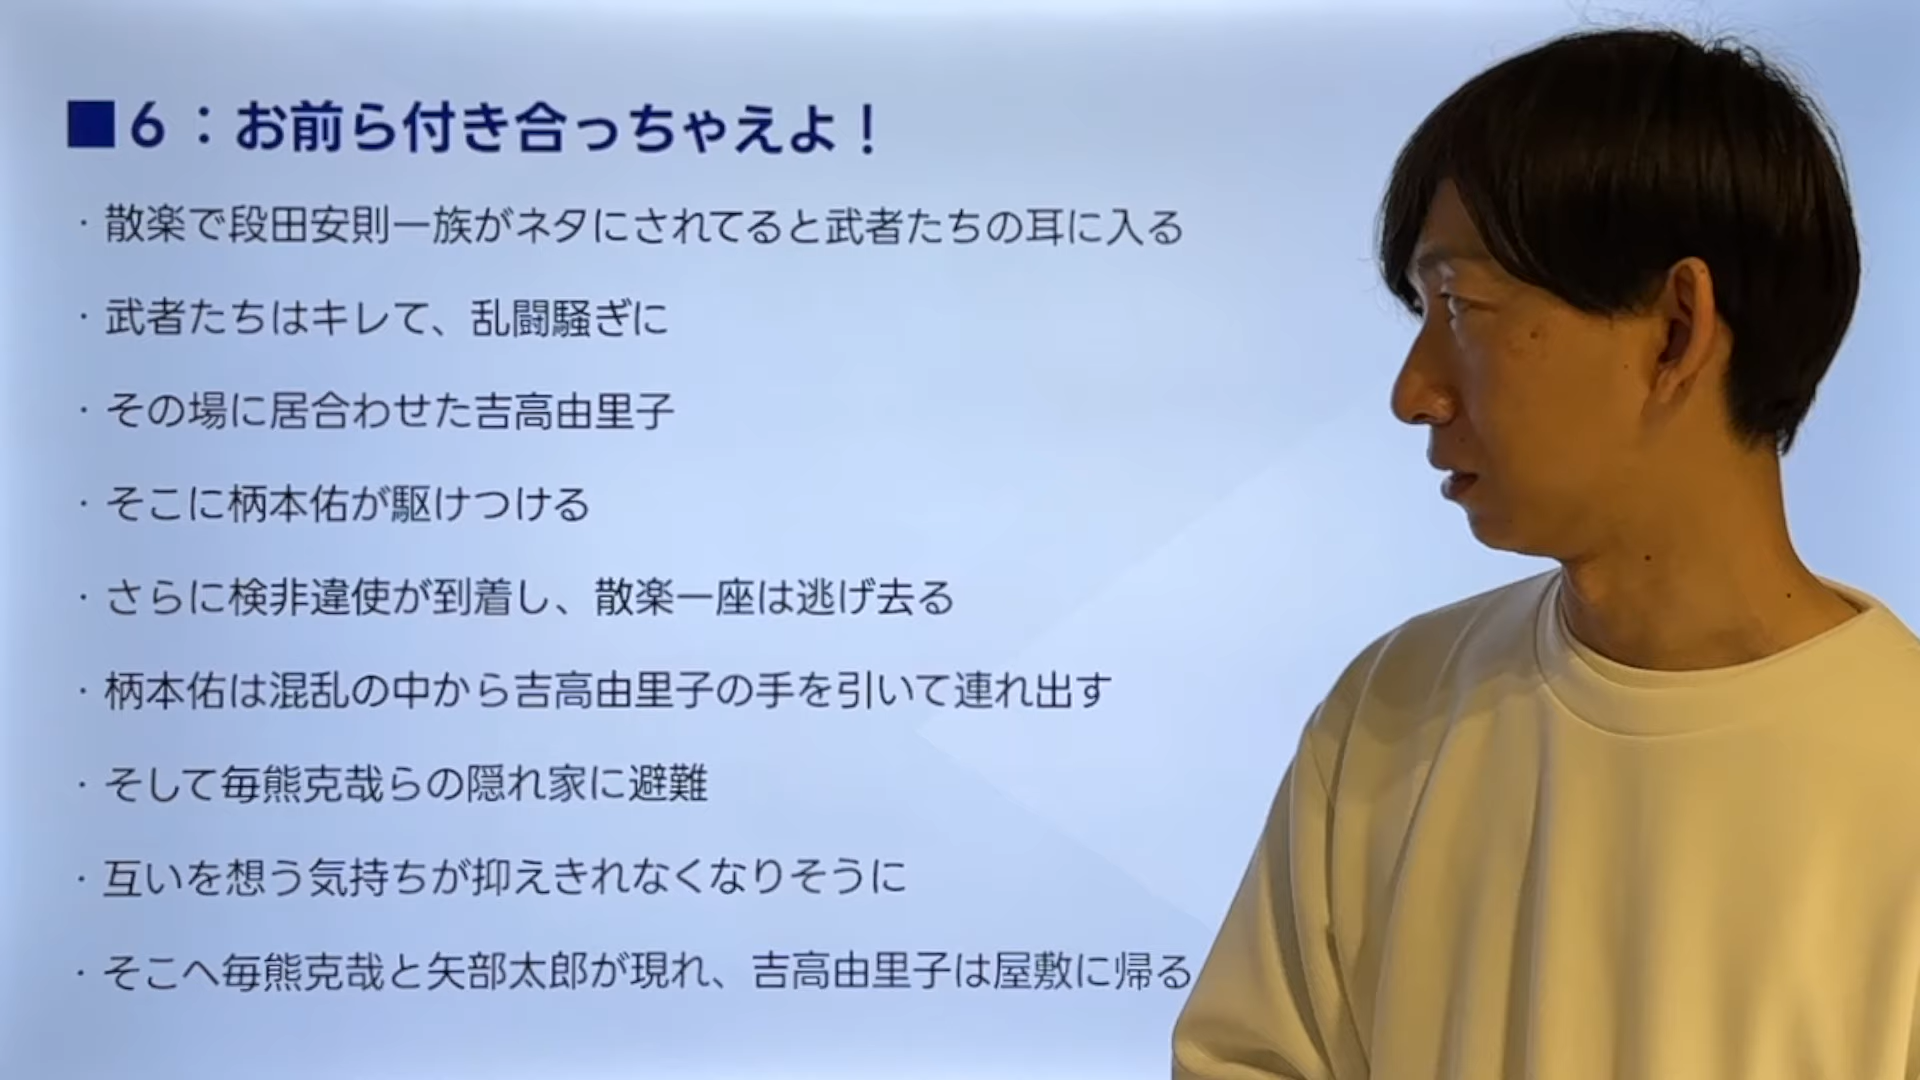 ■6：お前ら付き合っちゃえよ！
・散楽で段田安則一族がネタにされてると武者たちの耳に入る
・武者たちはキレて、乱闘騒ぎに
・その場に居合わせた吉高由里子
・そこに柄本佑が駆けつける
・さらに検非違使が到着し、散楽一座は逃げ去る
・柄本佑は混乱の中から吉高由里子の手を引いて連れ出す
・そして毎熊克哉らの隠れ家に避難
・互いを想う気持ちが抑えきれなくなりそうに
・そこへ毎熊克哉と矢部太郎が現れ、吉高由里子は屋敷に帰る